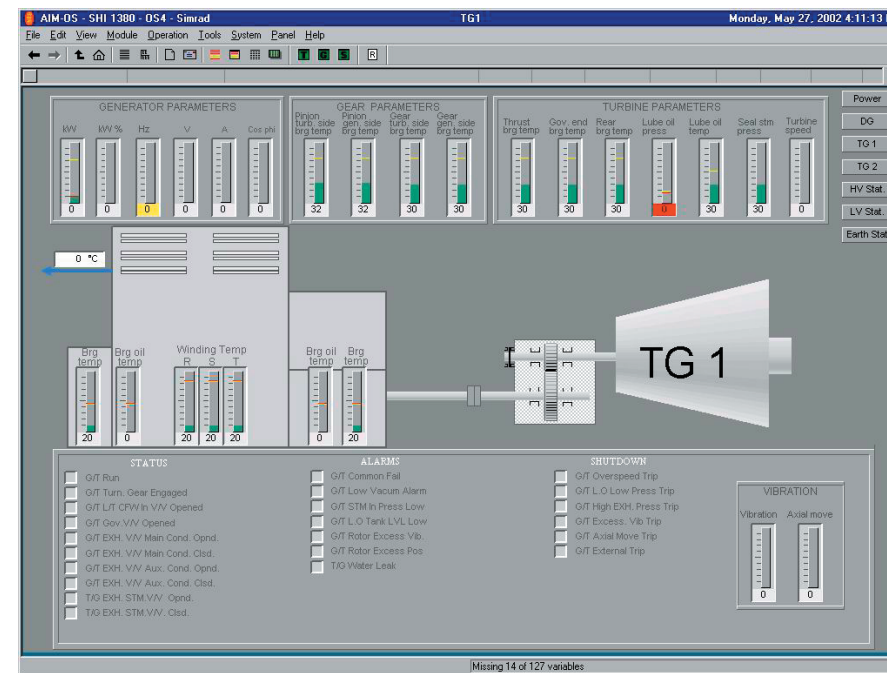 AIM-OS - SHI 1380 - OS4 - Simrad TG1 Monday, May 27, 2002 4:11:13
File Edit View Module Operation Tools System Panel Help
T G S R
GENERATOR PARAMETERS
kW kW % Hz V A Cos phi
0 0 0 0 0 0
GEAR PARAMETERS
Pinion Pinion Gear Gear
turb. side gen. side turb. side gen. side
brg temp brg temp brg temp brg temp
32 32 30 30
TURBINE PARAMETERS
Thrust Gov. end Rear Lube oil Lube oil Seal stm Turbine
brg temp brg temp brg temp press temp press speed
30 30 30 0 30 30 0
Power
DG
TG 1
TG 2
HV Stat.
LV Stat.
Earth Stat
0 °C
Brg Brg oil Winding Temp
temp temp R S T
20 0 20 20 20
Brg oil Brg
temp temp
0 20
TG 1
STATUS
G/T Run
G/T Turn. Gear Engaged
G/T L/T CFW In V/V Opened
G/T Gov V/V Opened
G/T EXH. V/V Main Cond. Opnd.
G/T EXH. V/V Main Cond. Clsd.
G/T EXH. V/V Aux. Cond. Opnd.
G/T EXH. V/V Aux. Cond. Clsd.
T/G EXH. STM.V/V Opnd.
T/G EXH. STM.V/V. Clsd.
ALARMS
G/T Common Fail
G/T Low Vacum Alarm
G/T STM In Press Low
G/T L.O Tank LVL Low
G/T Rotor Excess Vib.
G/T Rotor Excess Pos
T/G Water Leak
SHUTDOWN
G/T Overspeed Trip
G/T L.O Low Press Trip
G/T High EXH. Press Trip
G/T Excess. Vib Trip
G/T Axial Move Trip
G/T External Trip
VIBRATION
Vibration Axial move
0 0
Missing 14 of 127 variables